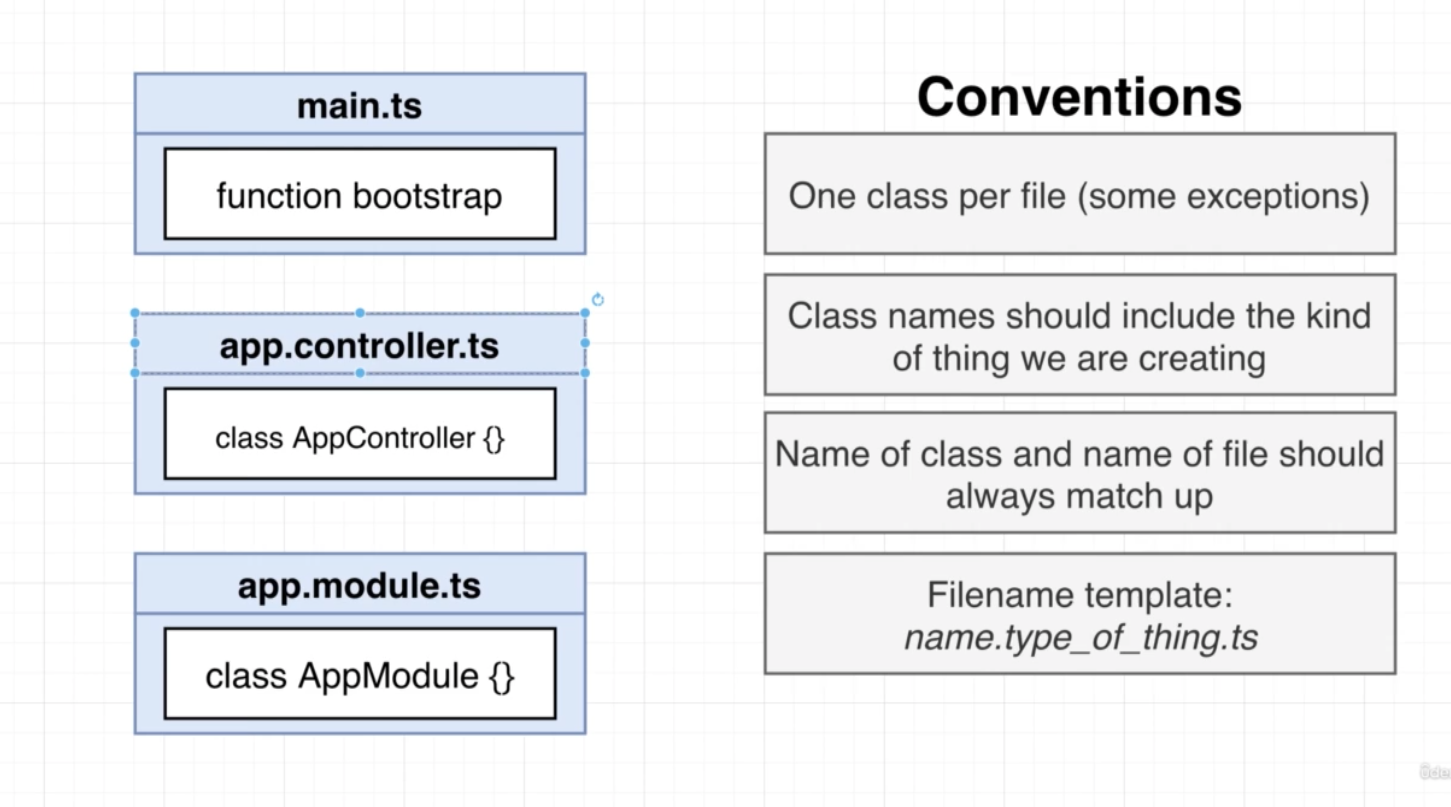 main.ts
function bootstrap
app.controller.ts
class AppController {}
app.module.ts
class AppModule {}
Conventions
One class per file (some exceptions)
Class names should include the kind
of thing we are creating
Name of class and name of file should
always match up
Filename template:
name.type_of_thing.ts